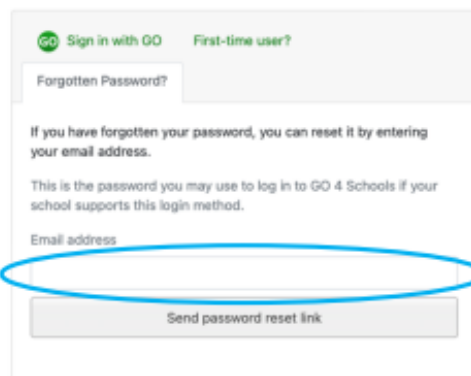 GO Sign in with GO First-time user?
Forgotten Password?
If you have forgotten your password, you can reset it by entering
your email address.
This is the password you may use to log in to GO 4 Schools if your
school supports this login method.
Email address
Send password reset link